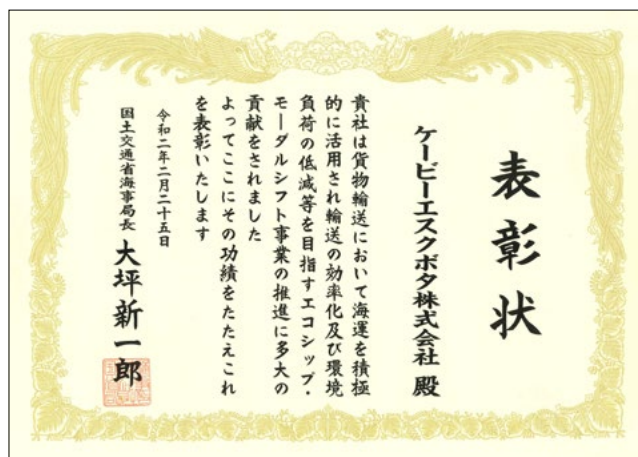 表彰状
ケービーエスクボタ株式会社 殿
貴社は貨物輸送において海運を積極
的に活用され輸送の効率化及び環境
負荷の低減等を目指すエコシップ・
モーダルシフト事業の推進に多大の
貢献をされました
よってここにその功績をたたえこれ
を表彰いたします
令和二年二月二十五日
国土交通省海事局長 大坪新一郎